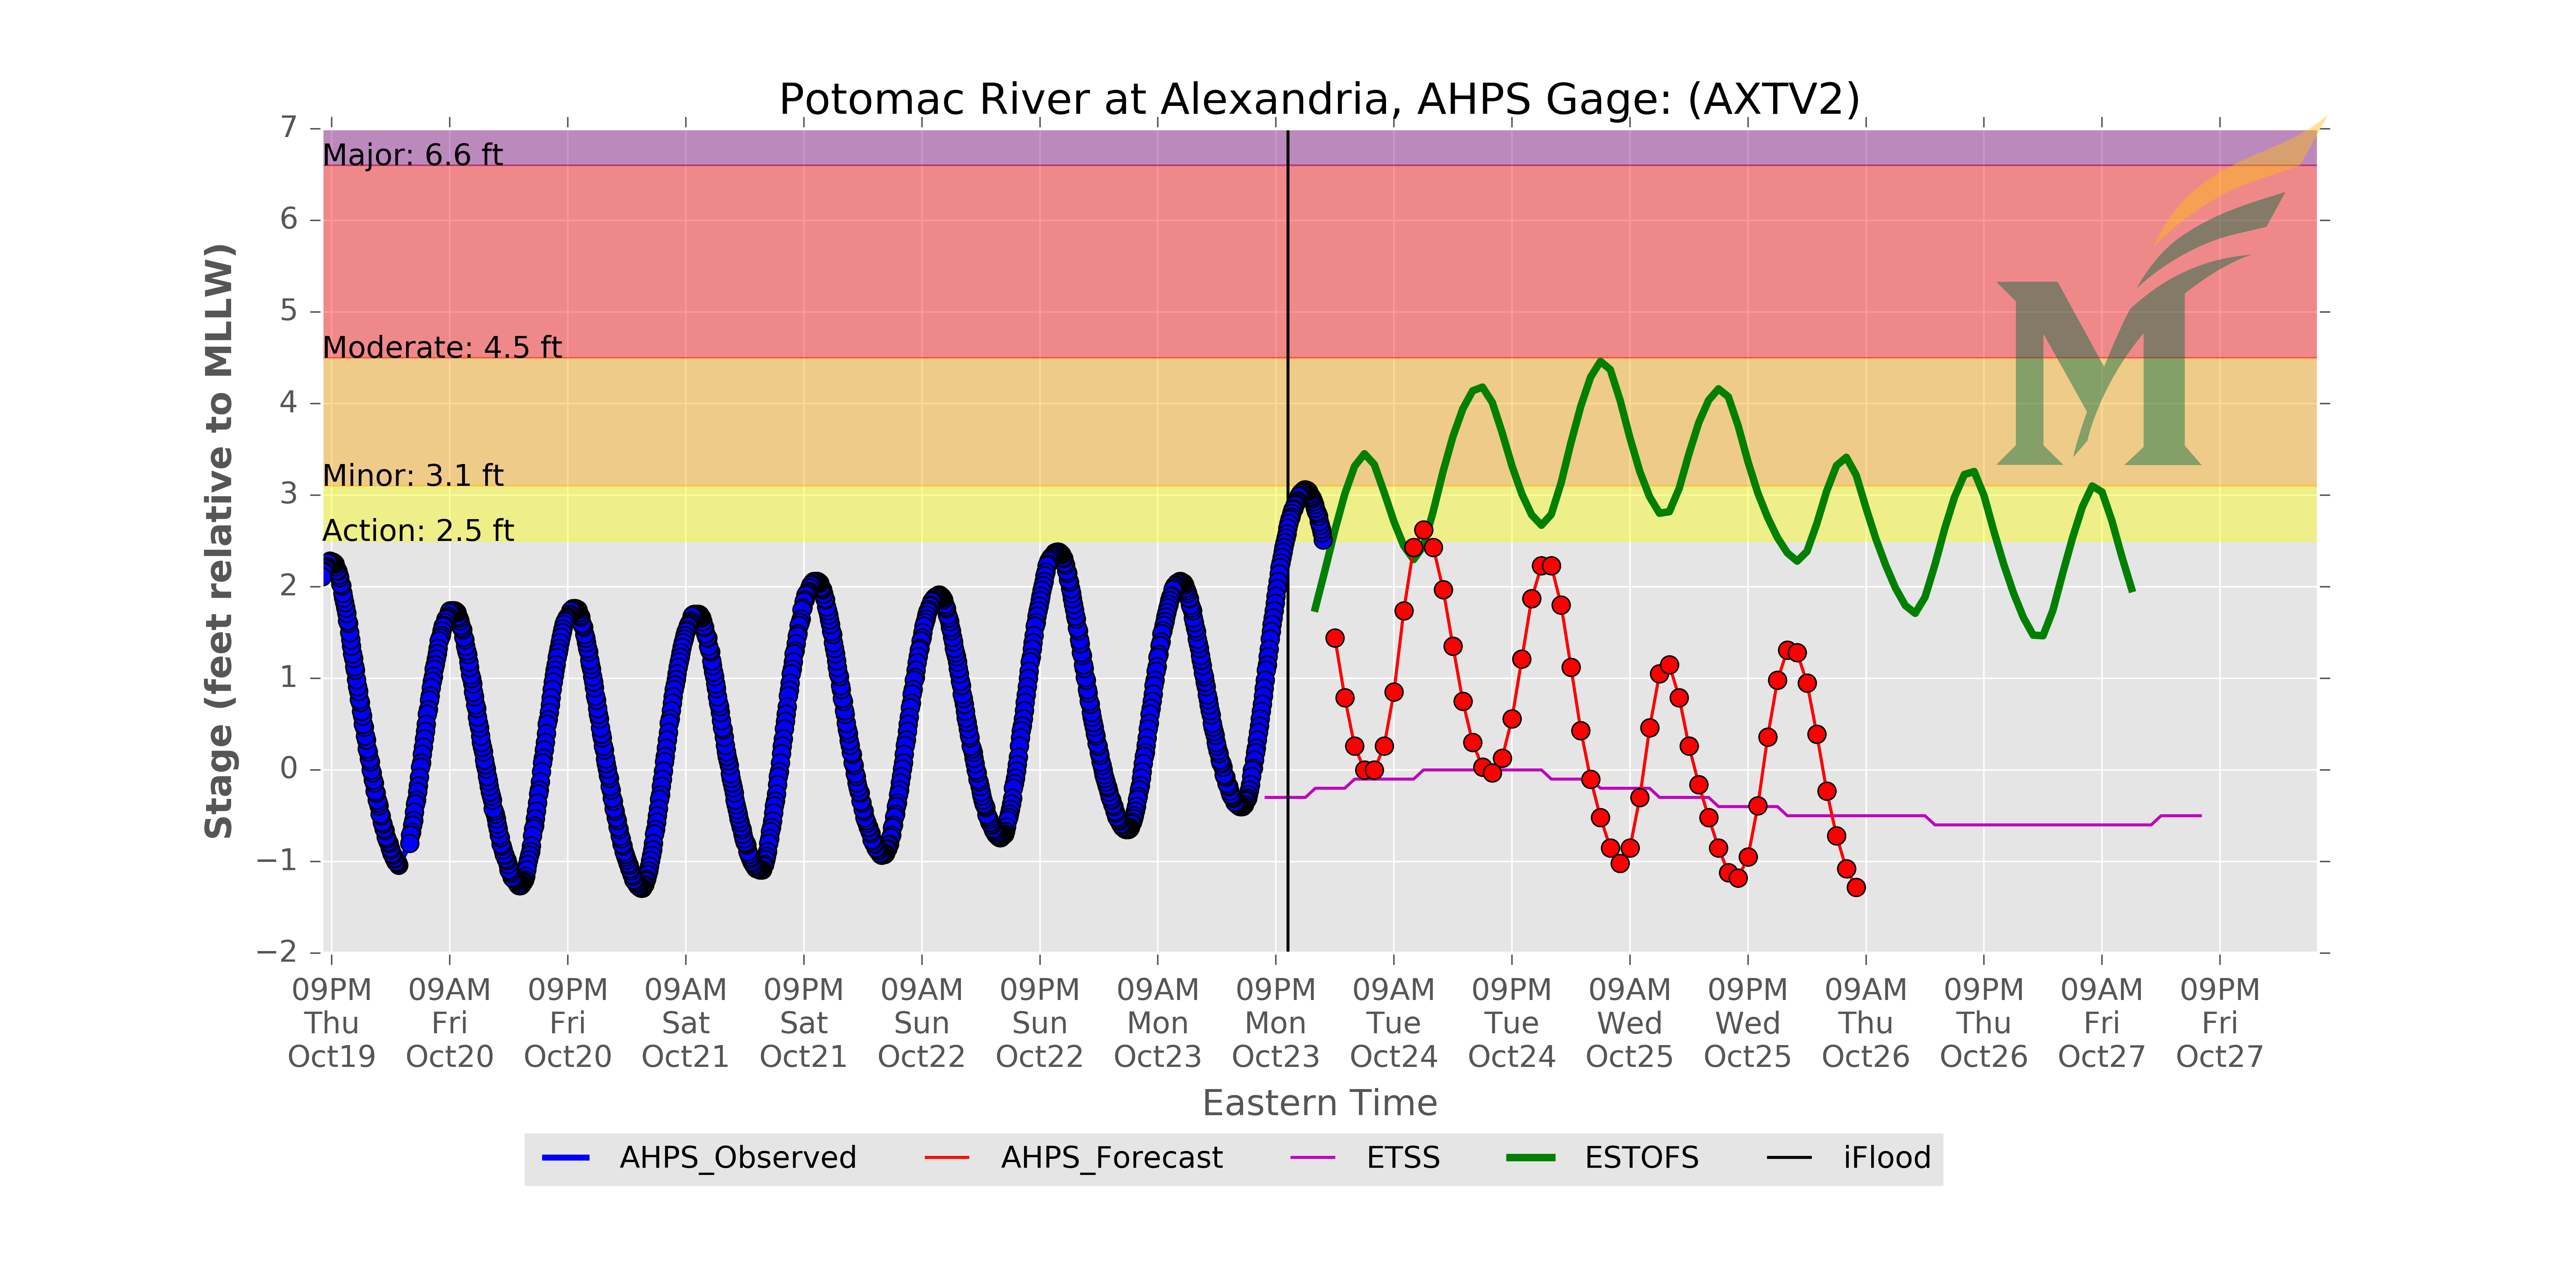 Potomac River at Alexandria, AHPS Gage: (AXTV2)
7
6
5
4
3
2
1
0
−1
−2
Stage (feet relative to MLLW)
Major: 6.6 ft
Moderate: 4.5 ft
Minor: 3.1 ft
Action: 2.5 ft
M
09PM 09AM 09PM 09AM 09PM 09AM 09PM 09AM 09PM 09AM 09PM 09AM 09PM 09AM 09PM 09AM 09PM
Thu Fri Fri Sat Sat Sun Sun Mon Mon Tue Tue Wed Wed Thu Thu Fri Fri
Oct19 Oct20 Oct20 Oct21 Oct21 Oct22 Oct22 Oct23 Oct23 Oct24 Oct24 Oct25 Oct25 Oct26 Oct26 Oct27 Oct27
Eastern Time
AHPS_Observed AHPS_Forecast ETSS ESTOFS iFlood